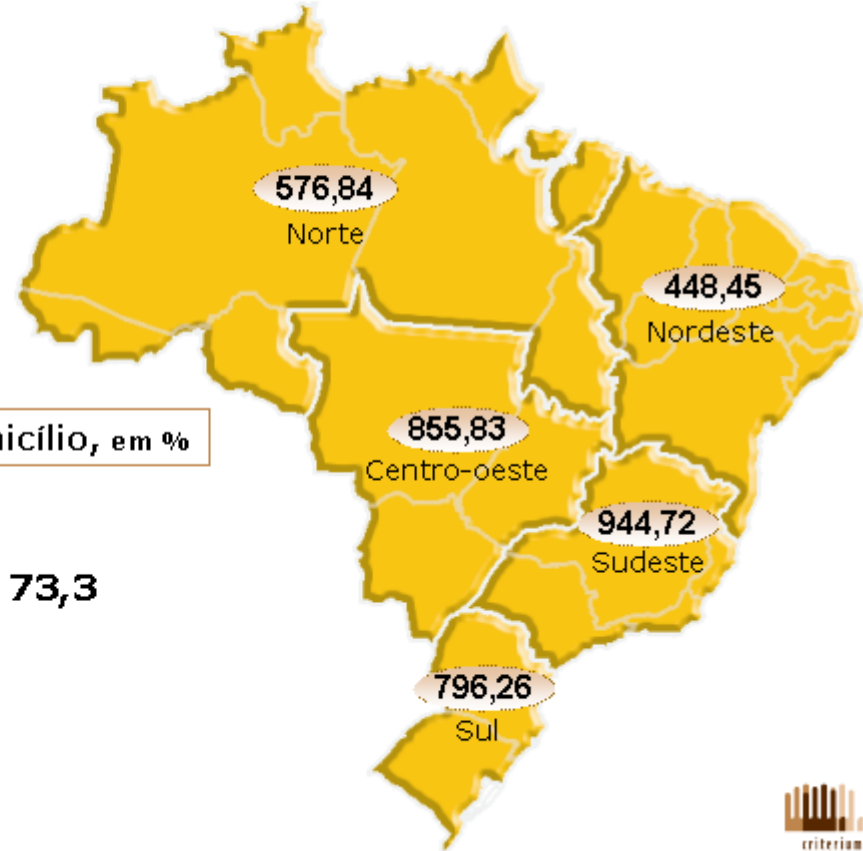 576,84
Norte
448,45
Nordeste
855,83
Centro-oeste
944,72
Sudeste
796,26
Sul
, em %
73,3
criterium